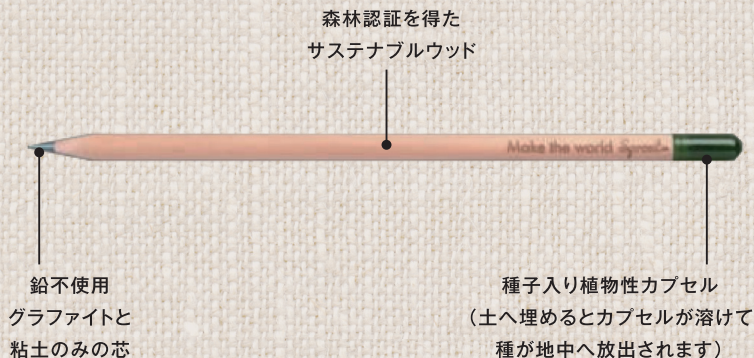 森林認証を得た
サステナブルウッド
Make the world Sprout
鉛不使用
グラファイトと
粘土のみの芯
種子入り植物性カプセル
（土へ埋めるとカプセルが溶けて
種が地中へ放出されます）